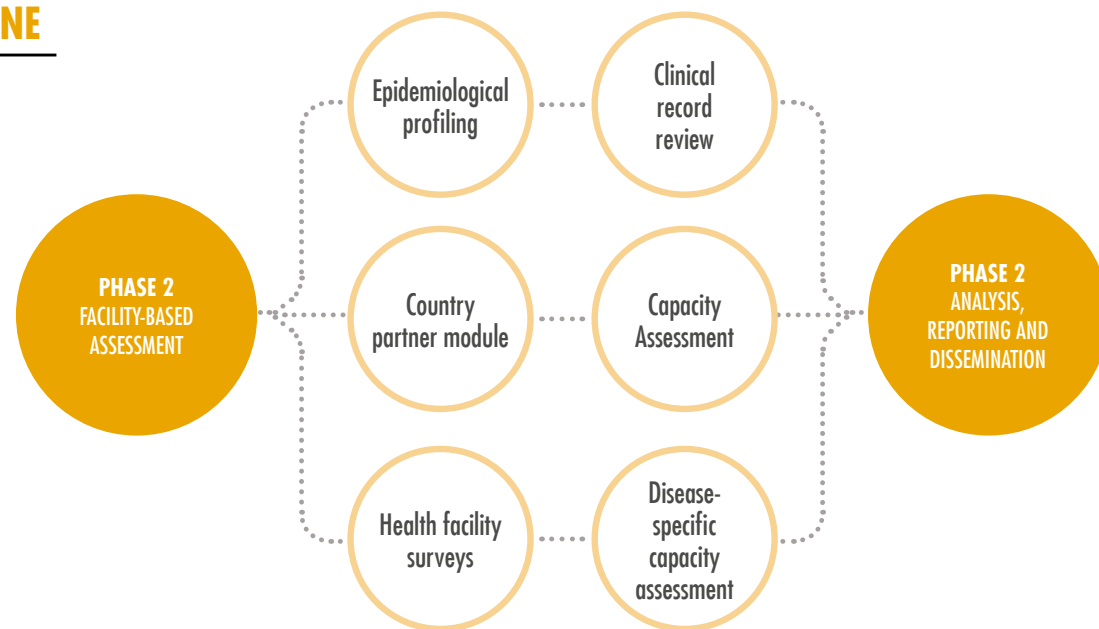 NE
PHASE 2
FACILITY-BASED
ASSESSMENT
Epidemiological
profiling
Clinical
record
review
Country
partner module
Capacity
Assessment
Health facility
surveys
Disease-
specific
capacity
assessment
PHASE 2
ANALYSIS,
REPORTING AND
DISSEMINATION